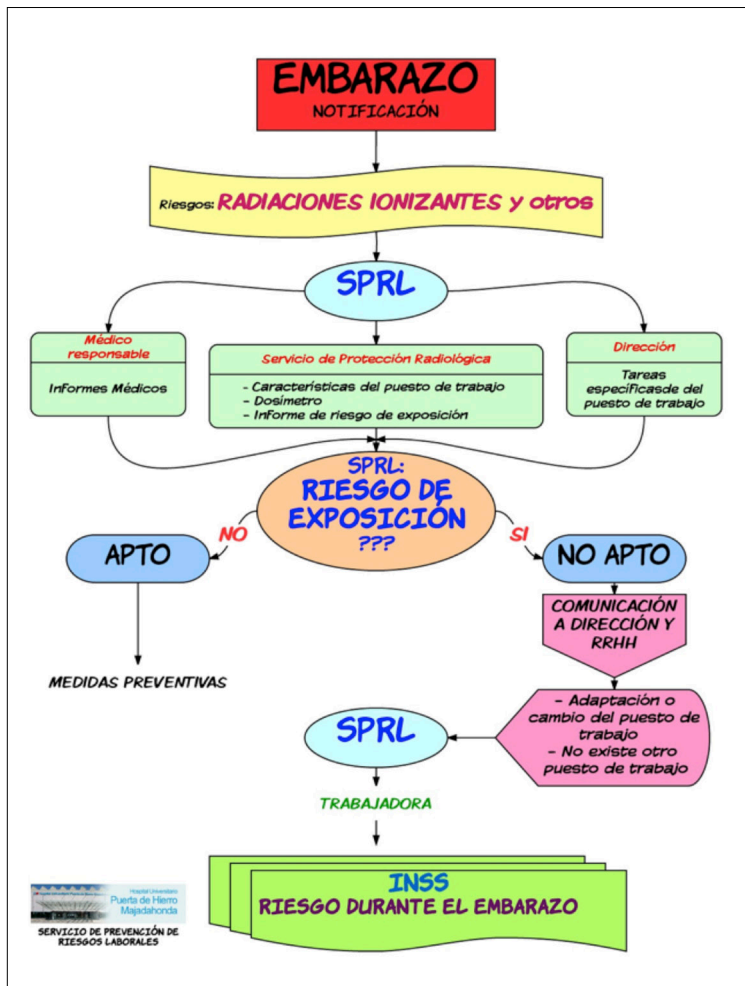 EMBARAZO
NOTIFICACIÓN
Riesgos: RADIACIONES IONIZANTES y otros
SPRL
Médico
responsable
Informes Médicos
Servicio de Protección Radiológica
- Características del puesto de trabajo
- Dosímetro
- Informe de riesgo de exposición
Dirección
Tareas
específicasde del
puesto de trabajo
SPRL:
RIESGO DE
EXPOSICIÓN
???
NO
SI
APTO
NO APTO
COMUNICACIÓN
A DIRECCIÓN Y
RRHH
MEDIDAS PREVENTIVAS
- Adaptación o
cambio del puesto de
trabajo
- No existe otro
puesto de trabajo
SPRL
TRABAJADORA
INSS
RIESGO DURANTE EL EMBARAZO
Hospital Universitario
Puerta de Hierro
Majadahonda
SERVICIO DE PREVENCIÓN DE
RIESGOS LABORALES